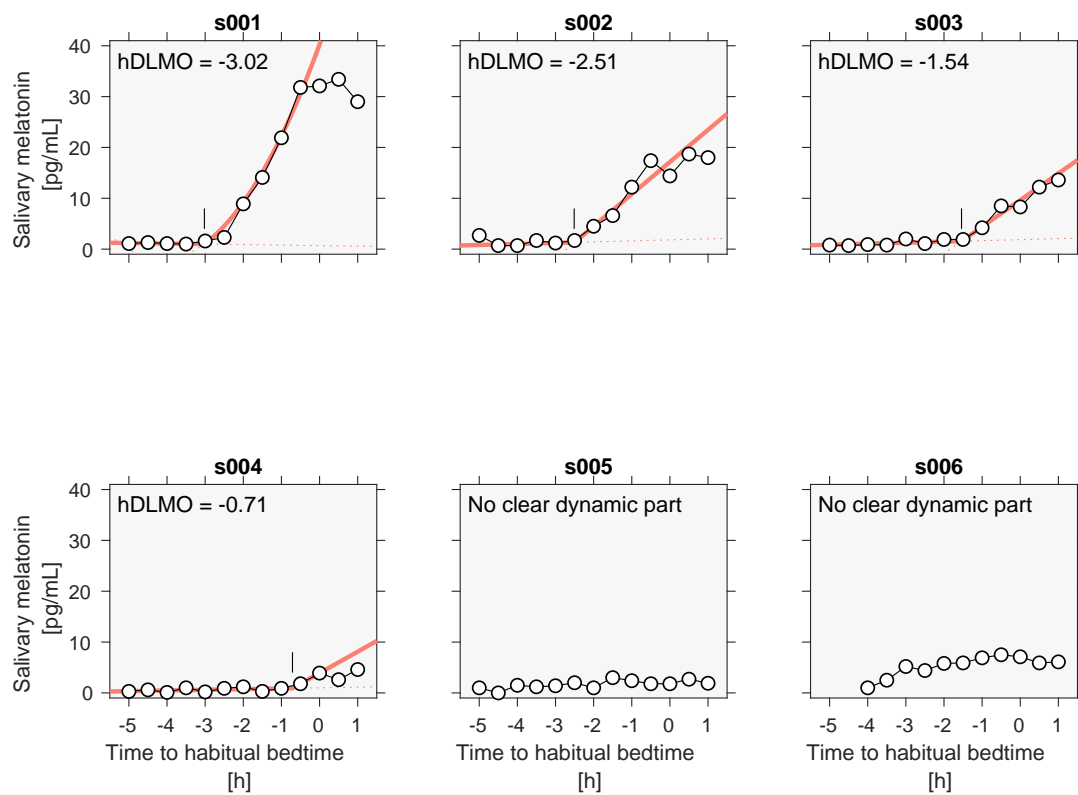 s001
s002
s003
hDLMO = -3.02
hDLMO = -2.51
hDLMO = -1.54
40
30
20
10
0
Salivary melatonin
[pg/mL]
s004
s005
s006
hDLMO = -0.71
No clear dynamic part
No clear dynamic part
40
30
20
10
0
Salivary melatonin
[pg/mL]
-5 -4 -3 -2 -1 0 1
-5 -4 -3 -2 -1 0 1
-5 -4 -3 -2 -1 0 1
Time to habitual bedtime
[h]
Time to habitual bedtime
[h]
Time to habitual bedtime
[h]